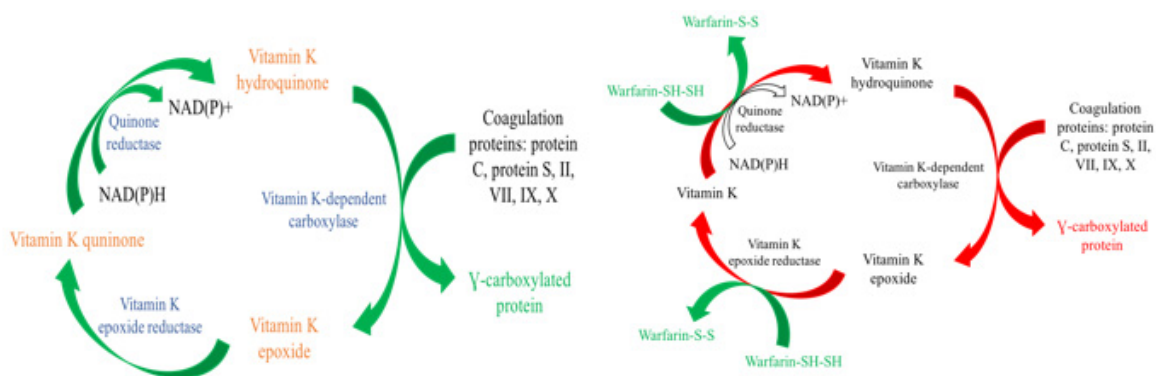 Vitamin K
hydroquinone
NAD(P)+
Quinone
reductase
NAD(P)H
Vitamin K quninone
Vitamin K
epoxide reductase
Vitamin K
epoxide
Vitamin K-dependent
carboxylase
Coagulation
proteins: protein
C, protein S, II,
VII, IX, X
Ɣ-carboxylated
protein
Warfarin-S-S
Warfarin-SH-SH
Vitamin K
hydroquinone
NAD(P)+
Quinone
reductase
NAD(P)H
Vitamin K
Vitamin K
epoxide reductase
Vitamin K
epoxide
Warfarin-S-S
Warfarin-SH-SH
Vitamin K-dependent
carboxylase
Coagulation
proteins: protein
C, protein S, II,
VII, IX, X
Ɣ-carboxylated
protein